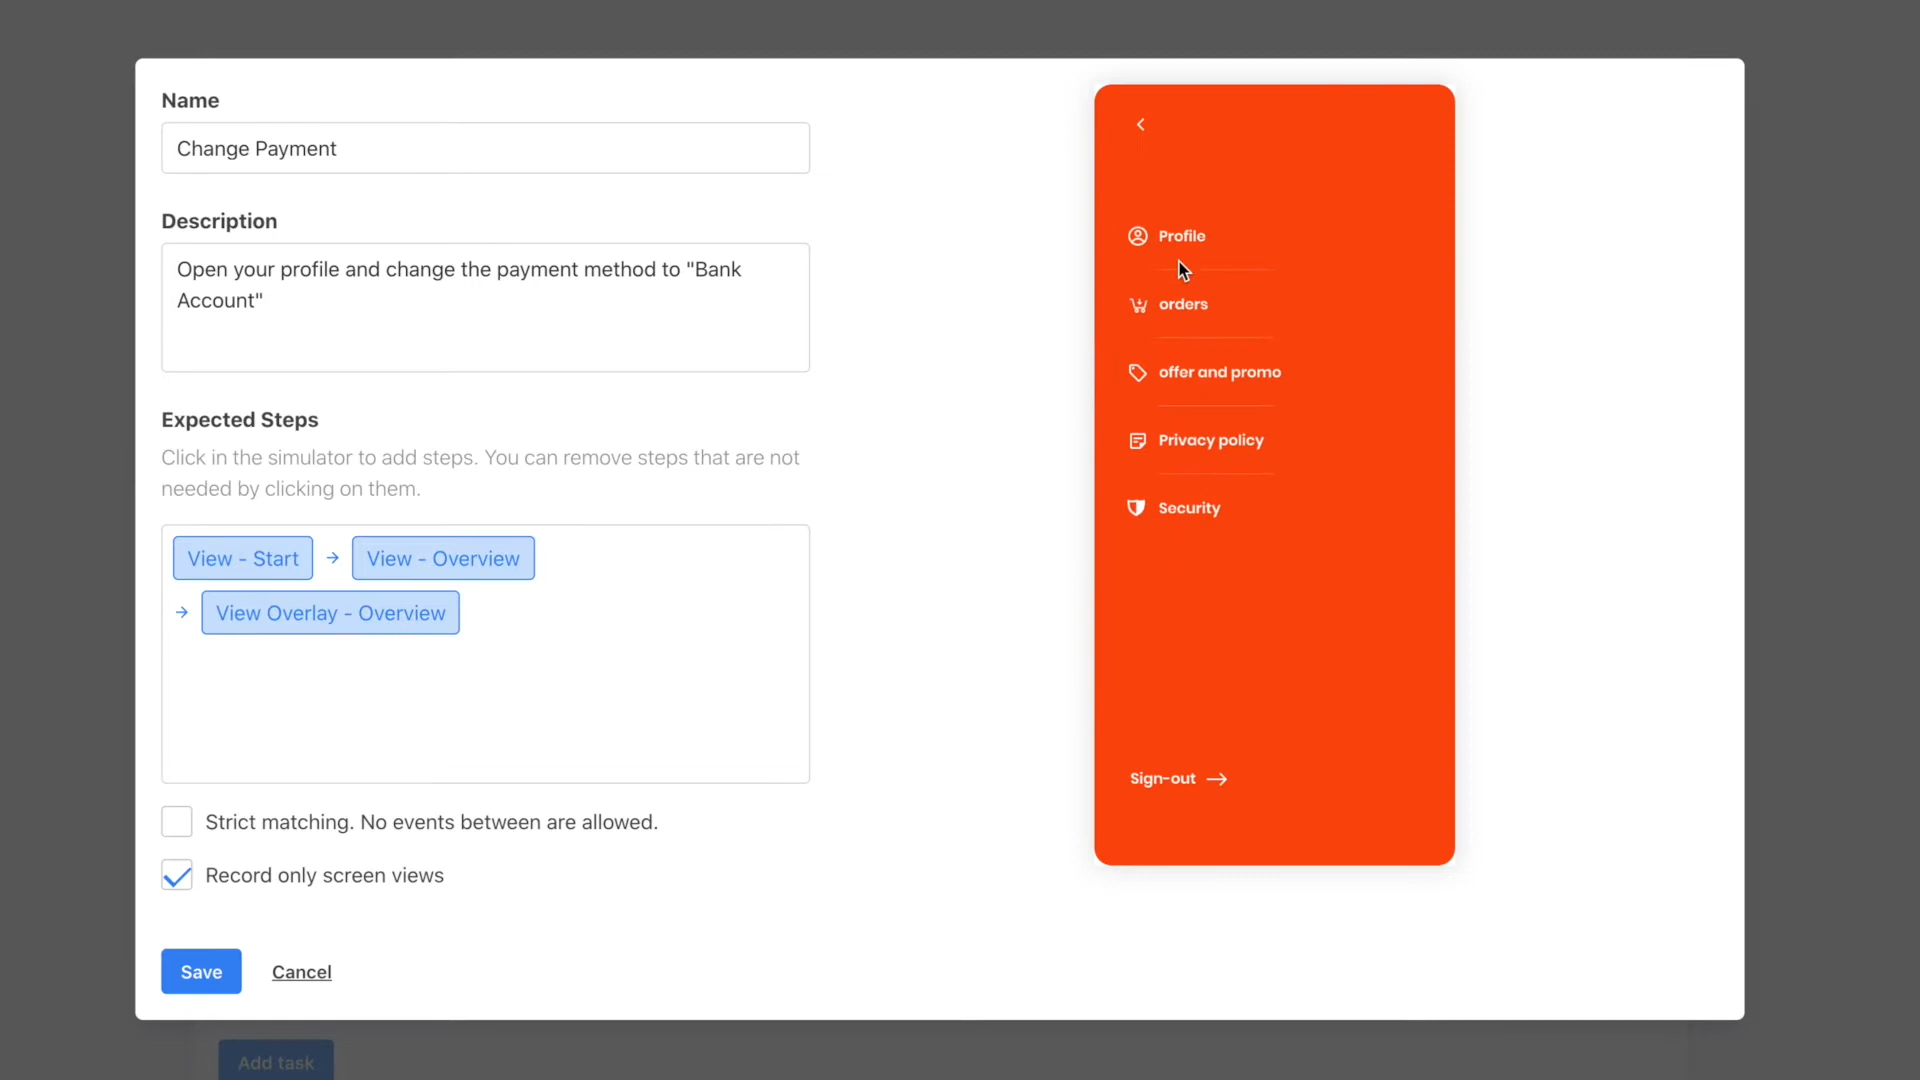 Name
Change Payment
Description
Open your profile and change the payment method to "Bank
Account"
Expected Steps
Click in the simulator to add steps. You can remove steps that are not
needed by clicking on them.
View - Start → View - Overview
→ View Overlay - Overview
Strict matching. No events between are allowed.
Record only screen views
Save Cancel
Add task
Profile
orders
offer and promo
Privacy policy
Security
Sign-out →